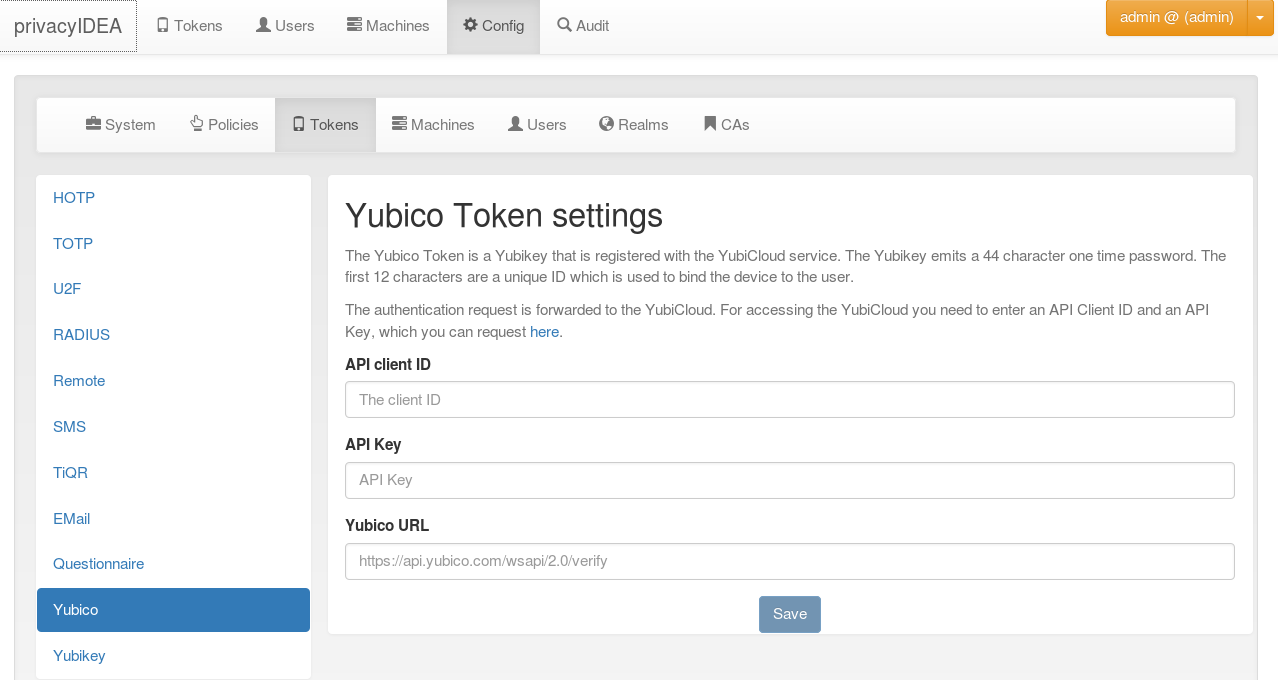 privacyIDEA Tokens Users Machines Config Audit admin @ (admin)
System Policies Tokens Machines Users Realms CAs
HOTP
TOTP
U2F
RADIUS
Remote
SMS
TiQR
EMail
Questionnaire
Yubico
Yubikey
Yubico Token settings
The Yubico Token is a Yubikey that is registered with the YubiCloud service. The Yubikey emits a 44 character one time password. The
first 12 characters are a unique ID which is used to bind the device to the user.
The authentication request is forwarded to the YubiCloud. For accessing the YubiCloud you need to enter an API Client ID and an API
Key, which you can request here.
API client ID
The client ID
API Key
API Key
Yubico URL
https://api.yubico.com/wsapi/2.0/verify
Save